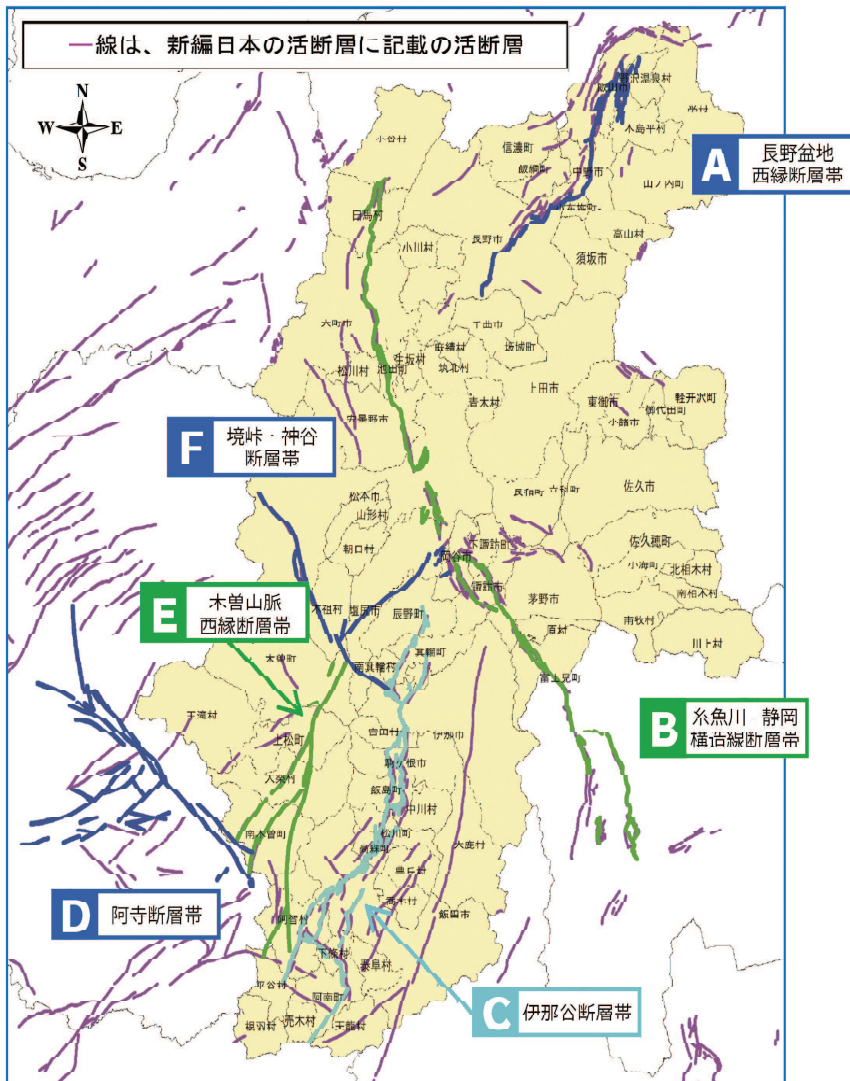 線は、新編日本の活断層に記載の活断層
N
W E
S
A
長野盆地
西縁断層帯
F
境峠・神谷
断層帯
E
木曽山脈
西縁断層帯
B
糸魚川 静岡
構造線断層帯
D
阿寺断層帯
C
伊那谷断層帯
木島平村
信濃町
飯綱町
中野市
山ノ内町
高山村
須坂市
長野市
小川村
小谷村
白馬村
大町市
松川村
池田町
生坂村
麻績村
筑北村
千曲市
坂城町
上田市
青木村
東御市
小諸市
御代田町
軽井沢町
安曇野市
松本市
山形村
朝日村
佐久市
佐久穂町
小海町
北相木村
南相木村
南牧村
川上村
下諏訪町
岡谷市
諏訪市
茅野市
原村
富士見町
木祖村
塩尻市
辰野町
箕輪町
南箕輪村
木曽町
王滝村
上松町
大桑村
南木曽町
宮田村
伊那市
駒ヶ根市
飯島町
中川村
松川町
大鹿村
豊丘村
高森町
喬木村
飯田市
阿智村
下條村
泰阜村
平谷村
阿南町
根羽村
売木村
天龍村